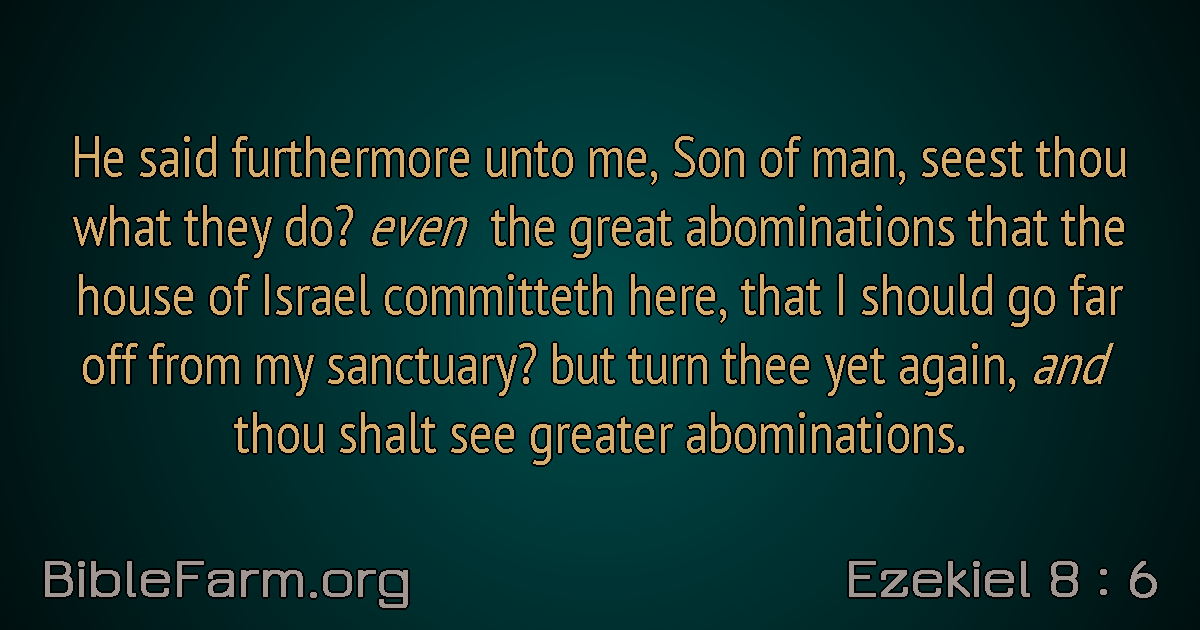 He said furthermore unto me, Son of man, seest thou
what they do? even the great abominations that the
house of Israel committeth here, that I should go far
off from my sanctuary? but turn thee yet again, and
thou shalt see greater abominations.
BibleFarm.org
Ezekiel 8 : 6